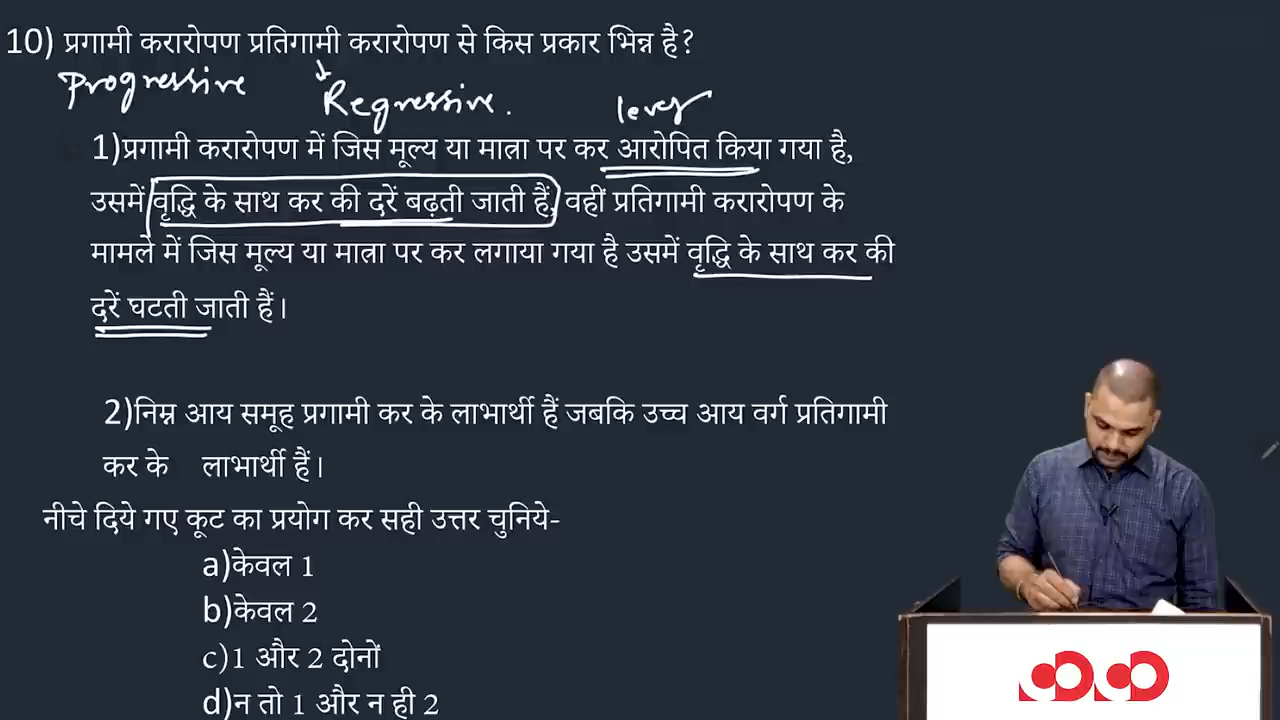 10) प्रगामी करारोपण प्रतिगामी करारोपण से किस प्रकार भिन्न है?
Progressive
Regressive.
levy
1)प्रगामी करारोपण में जिस मूल्य या मात्रा पर कर आरोपित किया गया है,
उसमें वृद्धि के साथ कर की दरें बढ़ती जाती हैं, वहीं प्रतिगामी करारोपण के
मामले में जिस मूल्य या मात्रा पर कर लगाया गया है उसमें वृद्धि के साथ कर की
दरें घटती जाती हैं।
2)निम्न आय समूह प्रगामी कर के लाभार्थी हैं जबकि उच्च आय वर्ग प्रतिगामी
कर के लाभार्थी हैं।
नीचे दिये गए कूट का प्रयोग कर सही उत्तर चुनिये-
a)केवल 1
b)केवल 2
c)1 और 2 दोनों
d)न तो 1 और न ही 2